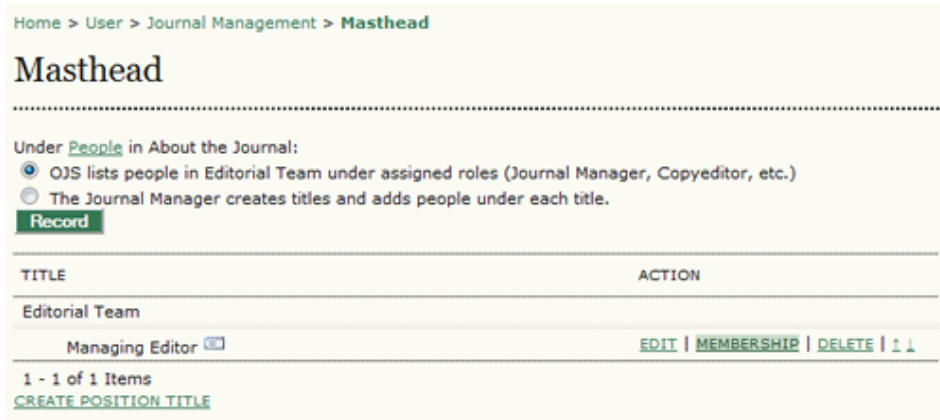 Home > User > Journal Management > Masthead
Masthead
Under People in About the Journal:
OJS lists people in Editorial Team under assigned roles (Journal Manager, Copyeditor, etc.)
The Journal Manager creates titles and adds people under each title.
Record
TITLE ACTION
Editorial Team
Managing Editor EDIT | MEMBERSHIP | DELETE | ↑ ↓
1 - 1 of 1 Items
CREATE POSITION TITLE